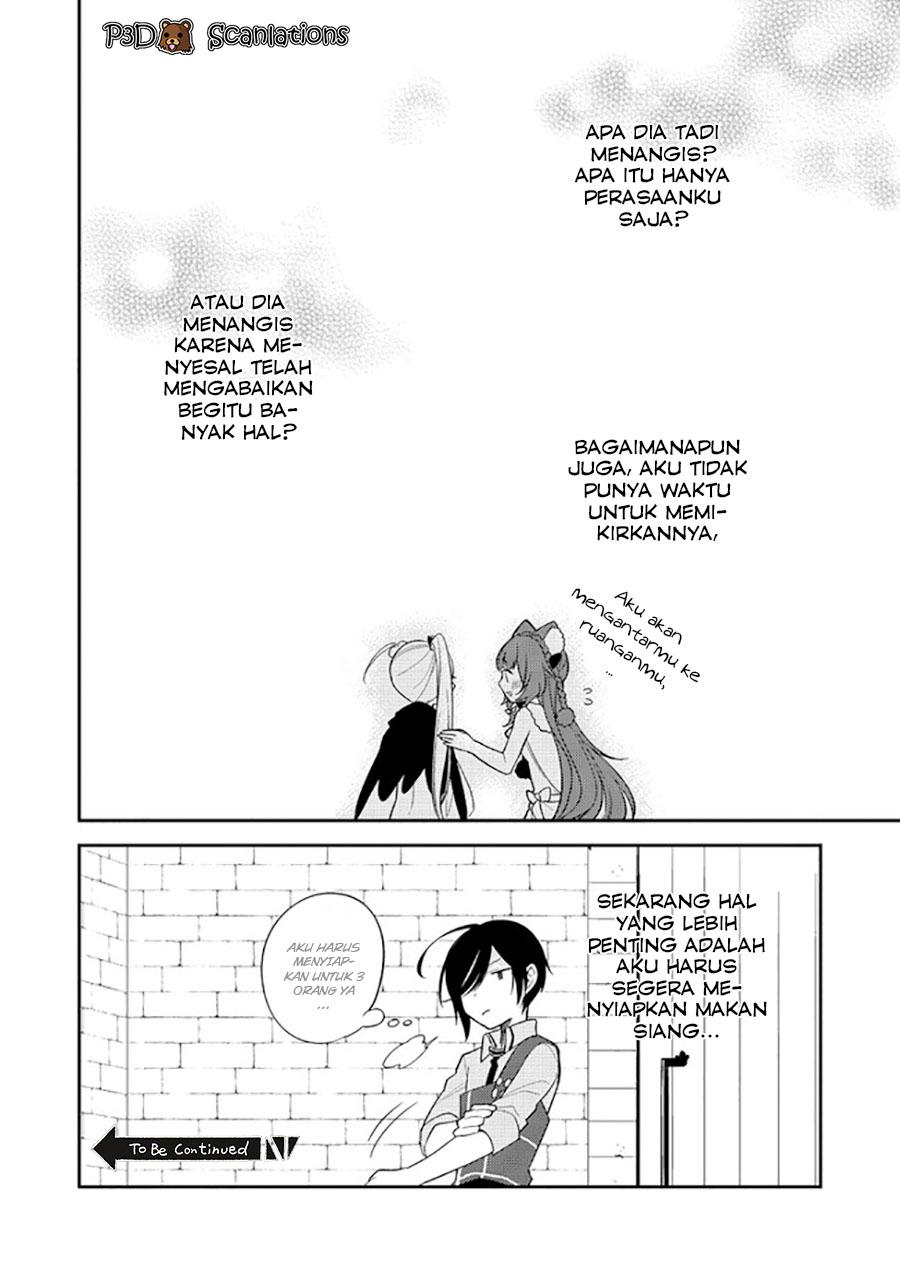 P3D Scanlations
APA DIA TADI
MENANGIS?
APA ITU HANYA
PERASAANKU
SAJA?
ATAU DIA
MENANGIS
KARENA ME-
NYESAL TELAH
MENGABAIKAN
BEGITU BA-
NYAK HAL?
BAGAIMANAPUN
JUGA, AKU TIDAK
PUNYA WAKTU
UNTUK MEMI-
KIRKANNYA,
Aku akan
mengantarmu ke
ruanganmu,
...
SEKARANG HAL
YANG LEBIH
PENTING ADALAH
AKU HARUS
SEGERA ME-
NYIAPKAN MAKAN
SIANG...
AKU HARUS
MENYIAP-
KAN UNTUK 3
ORANG YA
...
To Be Continued